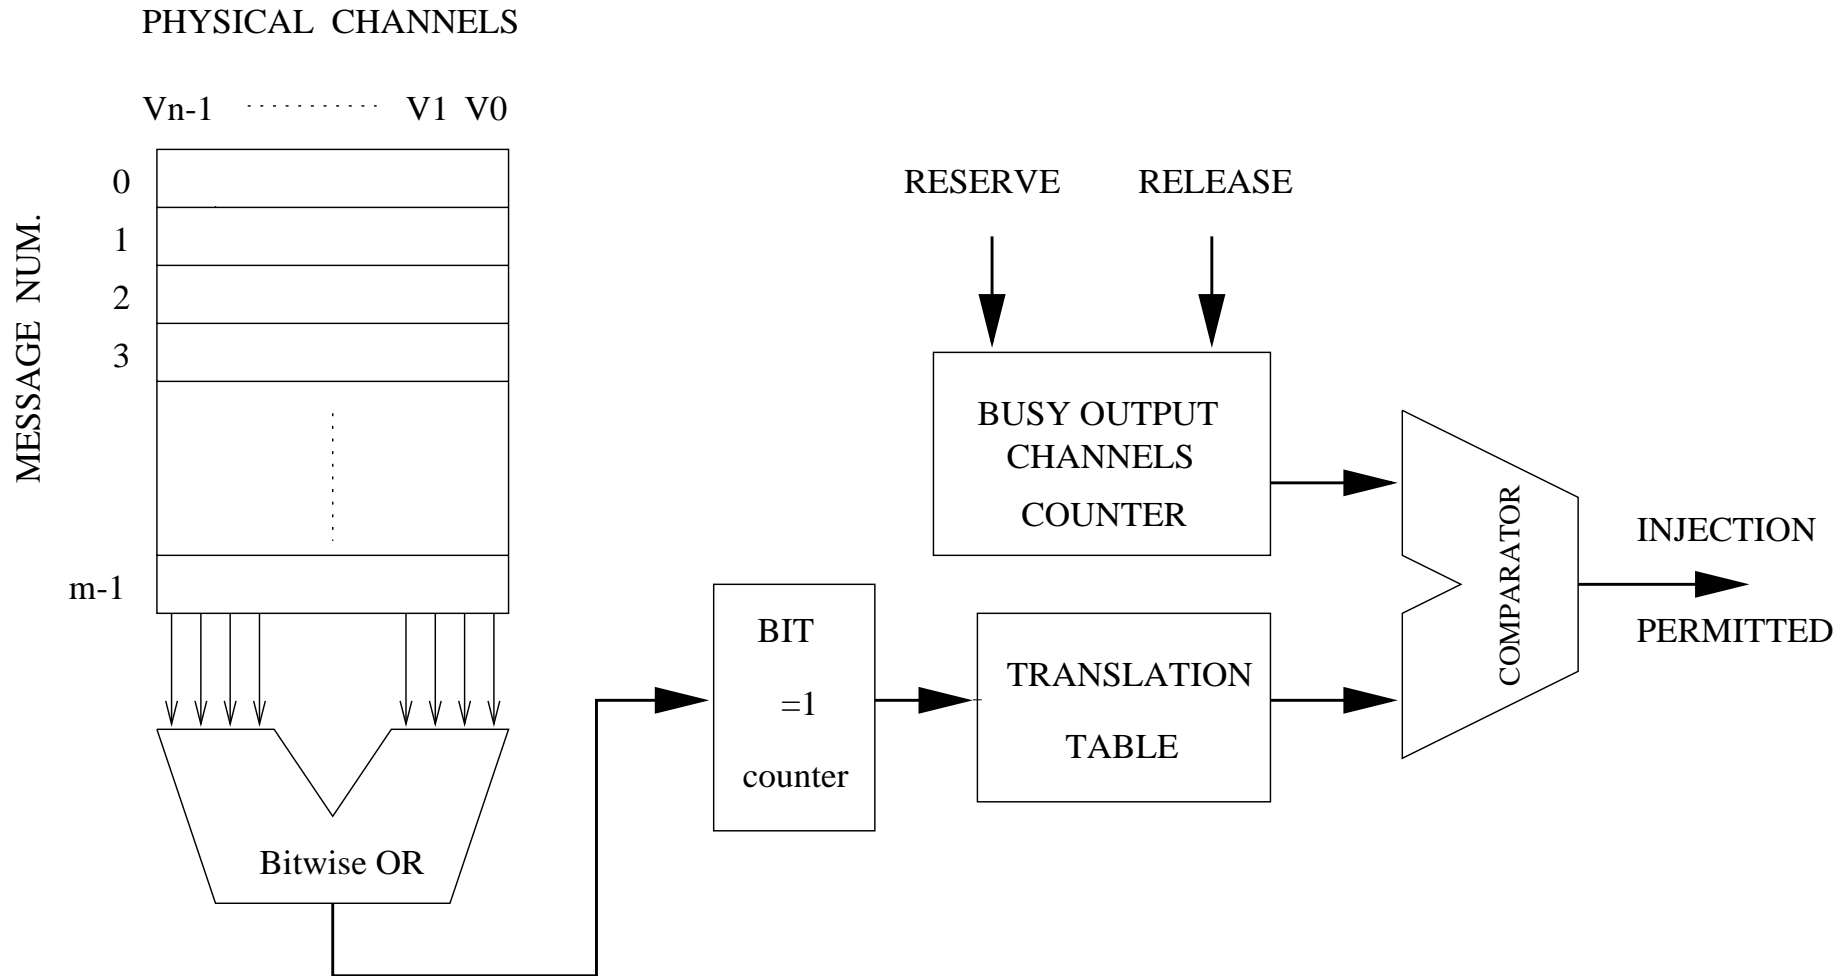 PHYSICAL CHANNELS
Vn-1 ........... V1 V0
MESSAGE NUM.
0
1
2
3
m-1
Bitwise OR
BIT
=1
counter
TRANSLATION
TABLE
RESERVE
RELEASE
BUSY OUTPUT
CHANNELS
COUNTER
COMPARATOR
INJECTION
PERMITTED